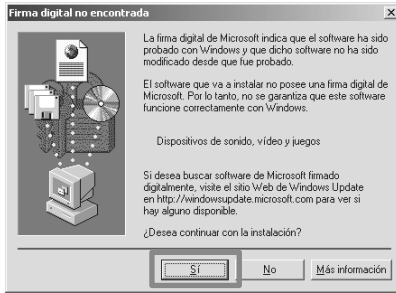 Firma digital no encontrada
La firma digital de Microsoft indica que el software ha sido
probado con Windows y que dicho software no ha sido
modificado desde que fue probado.
El software que va a instalar no posee una firma digital de
Microsoft. Por lo tanto, no se garantiza que este software
funcione correctamente con Windows.
Dispositivos de sonido, vídeo y juegos
Si desea buscar software de Microsoft firmado
digitalmente, visite el sitio Web de Windows Update
en http://windowsupdate.microsoft.com para ver si
hay alguno disponible.
¿Desea continuar con la instalación?
Sí No Más información